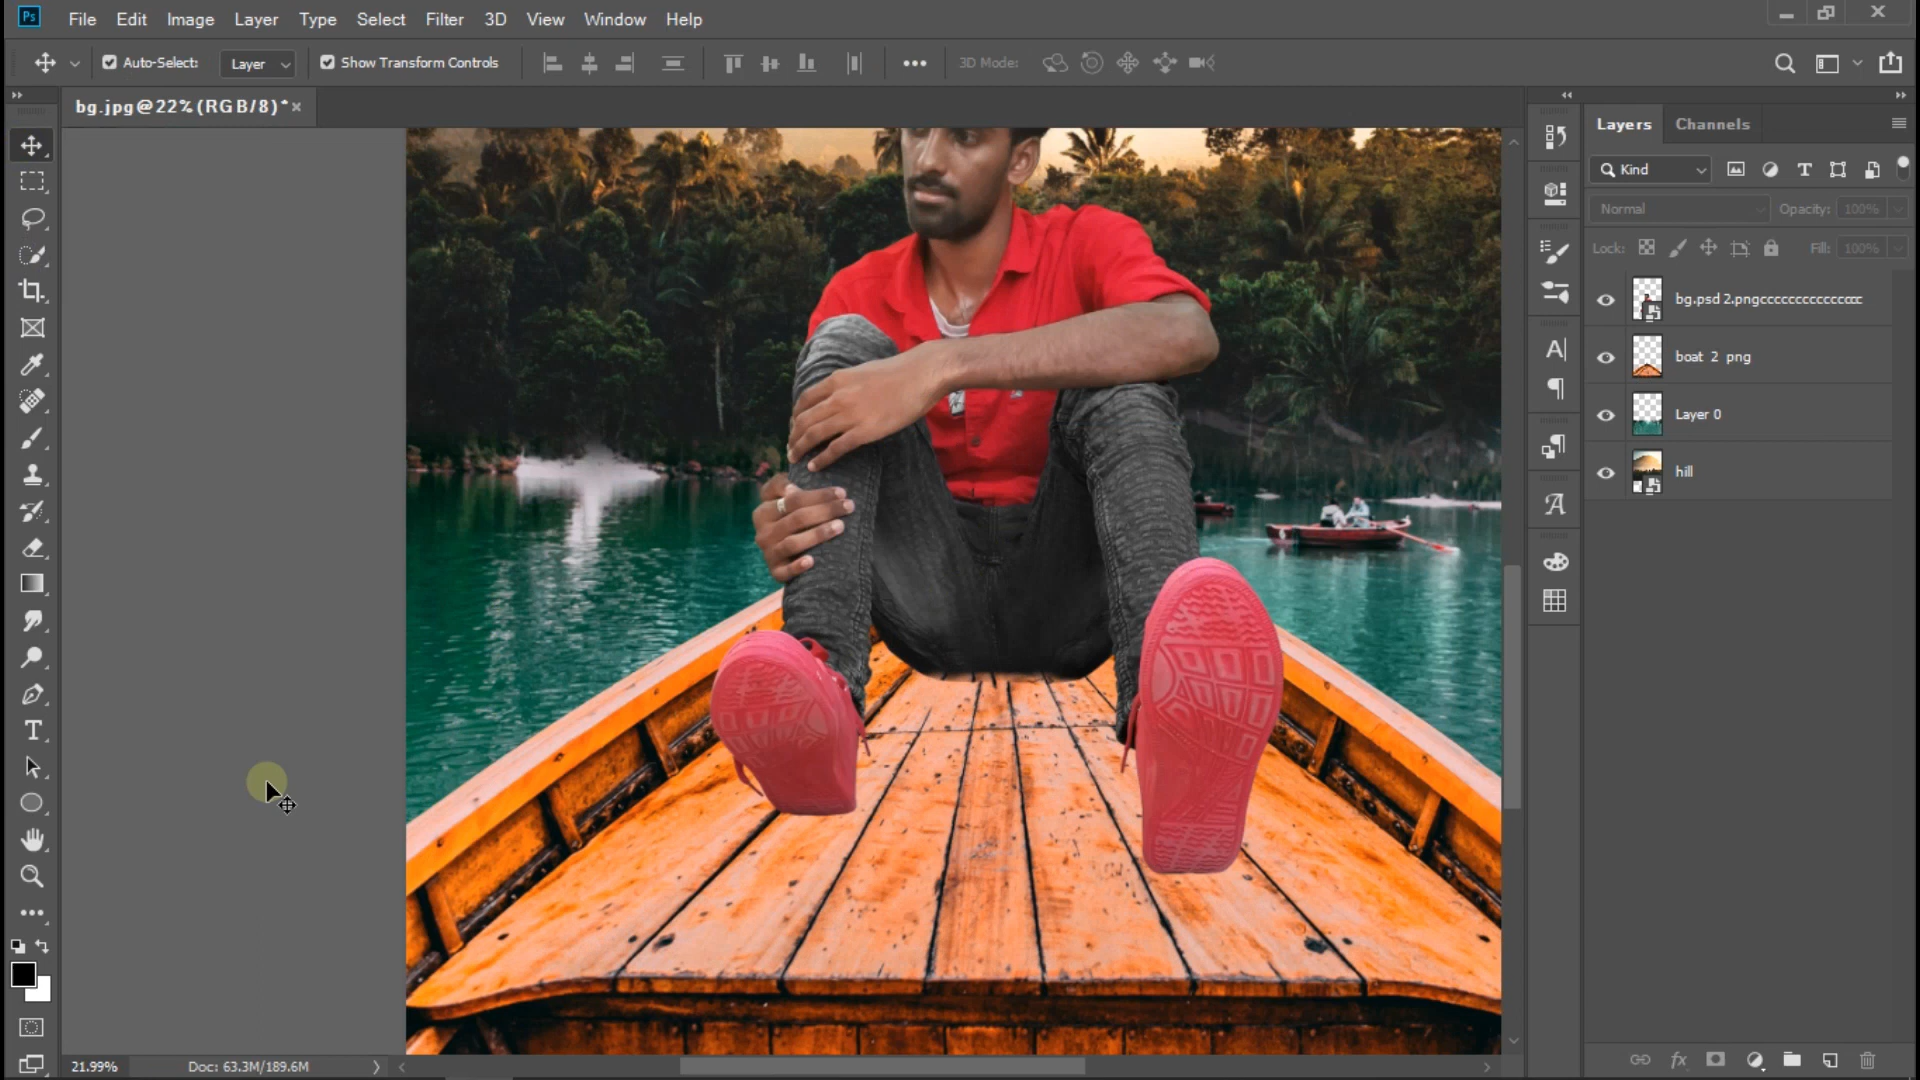 Ps File Edit Image Layer Type Select Filter 3D View Window Help
Auto-Select: Layer Show Transform Controls 3D Mode:
bg.jpg@22%(RGB/8)*
Layers Channels
Kind
Normal Opacity: 100%
Lock: Fill: 100%
bg.psd 2.pngccccccccccccccc
boat 2 png
Layer 0
hill
21.99% Doc: 63.3M/189.6M